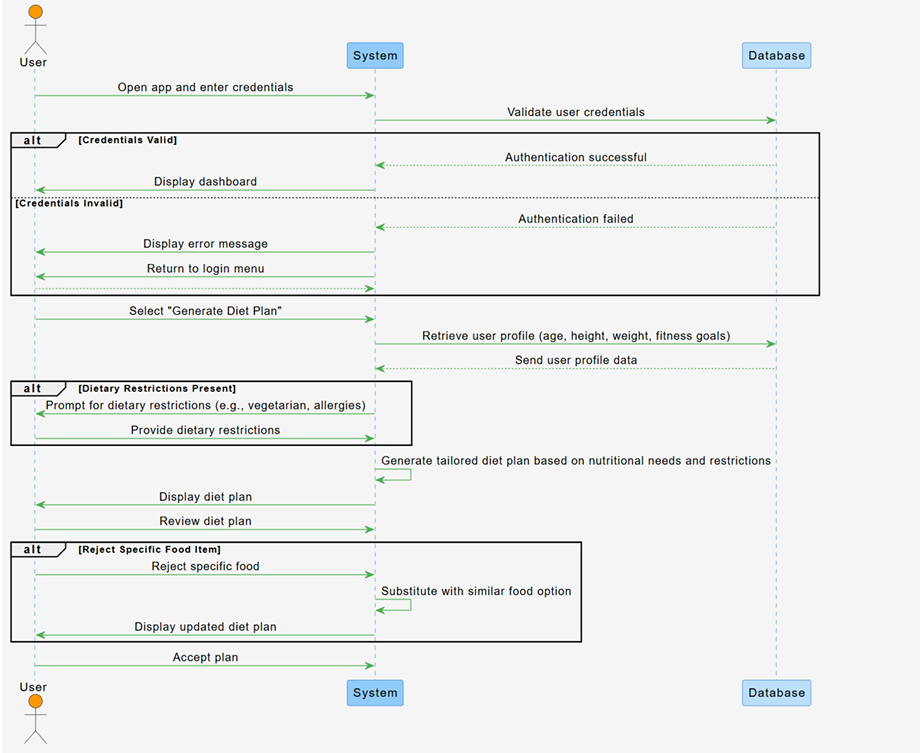 User
System
Database
Open app and enter credentials
Validate user credentials
alt [Credentials Valid]
Authentication successful
Display dashboard
[Credentials Invalid]
Authentication failed
Display error message
Return to login menu
Select "Generate Diet Plan"
Retrieve user profile (age, height, weight, fitness goals)
Send user profile data
alt [Dietary Restrictions Present]
Prompt for dietary restrictions (e.g., vegetarian, allergies)
Provide dietary restrictions
Generate tailored diet plan based on nutritional needs and restrictions
Display diet plan
Review diet plan
alt [Reject Specific Food Item]
Reject specific food
Substitute with similar food option
Display updated diet plan
Accept plan
User
System
Database